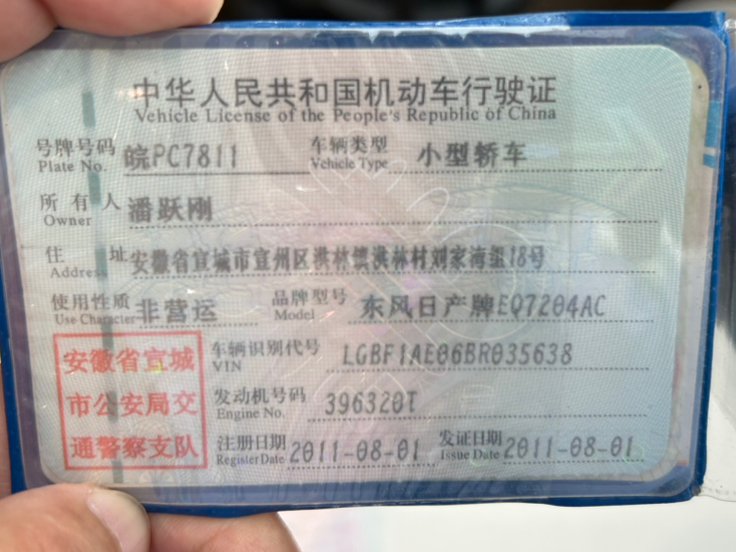 中华人民共和国机动车行驶证
Vehicle License of the People's Republic of China
号牌号码 皖PC7811 车辆类型 小型轿车
Plate No. Vehicle Type
所有人 潘跃刚
Owner
住址 安徽省宣城市宣州区洪林镇洪林村刘家海组18号
Address
使用性质 非营运 品牌型号 东风日产牌EQ7204AC
Use Character Model
安徽省宣城
市公安局交
通警察支队
车辆识别代号 LGBF1AE06BR035638
VIN
发动机号码 396320T
Engine No.
注册日期 2011-08-01 发证日期 2011-08-01
Register Date Issue Date